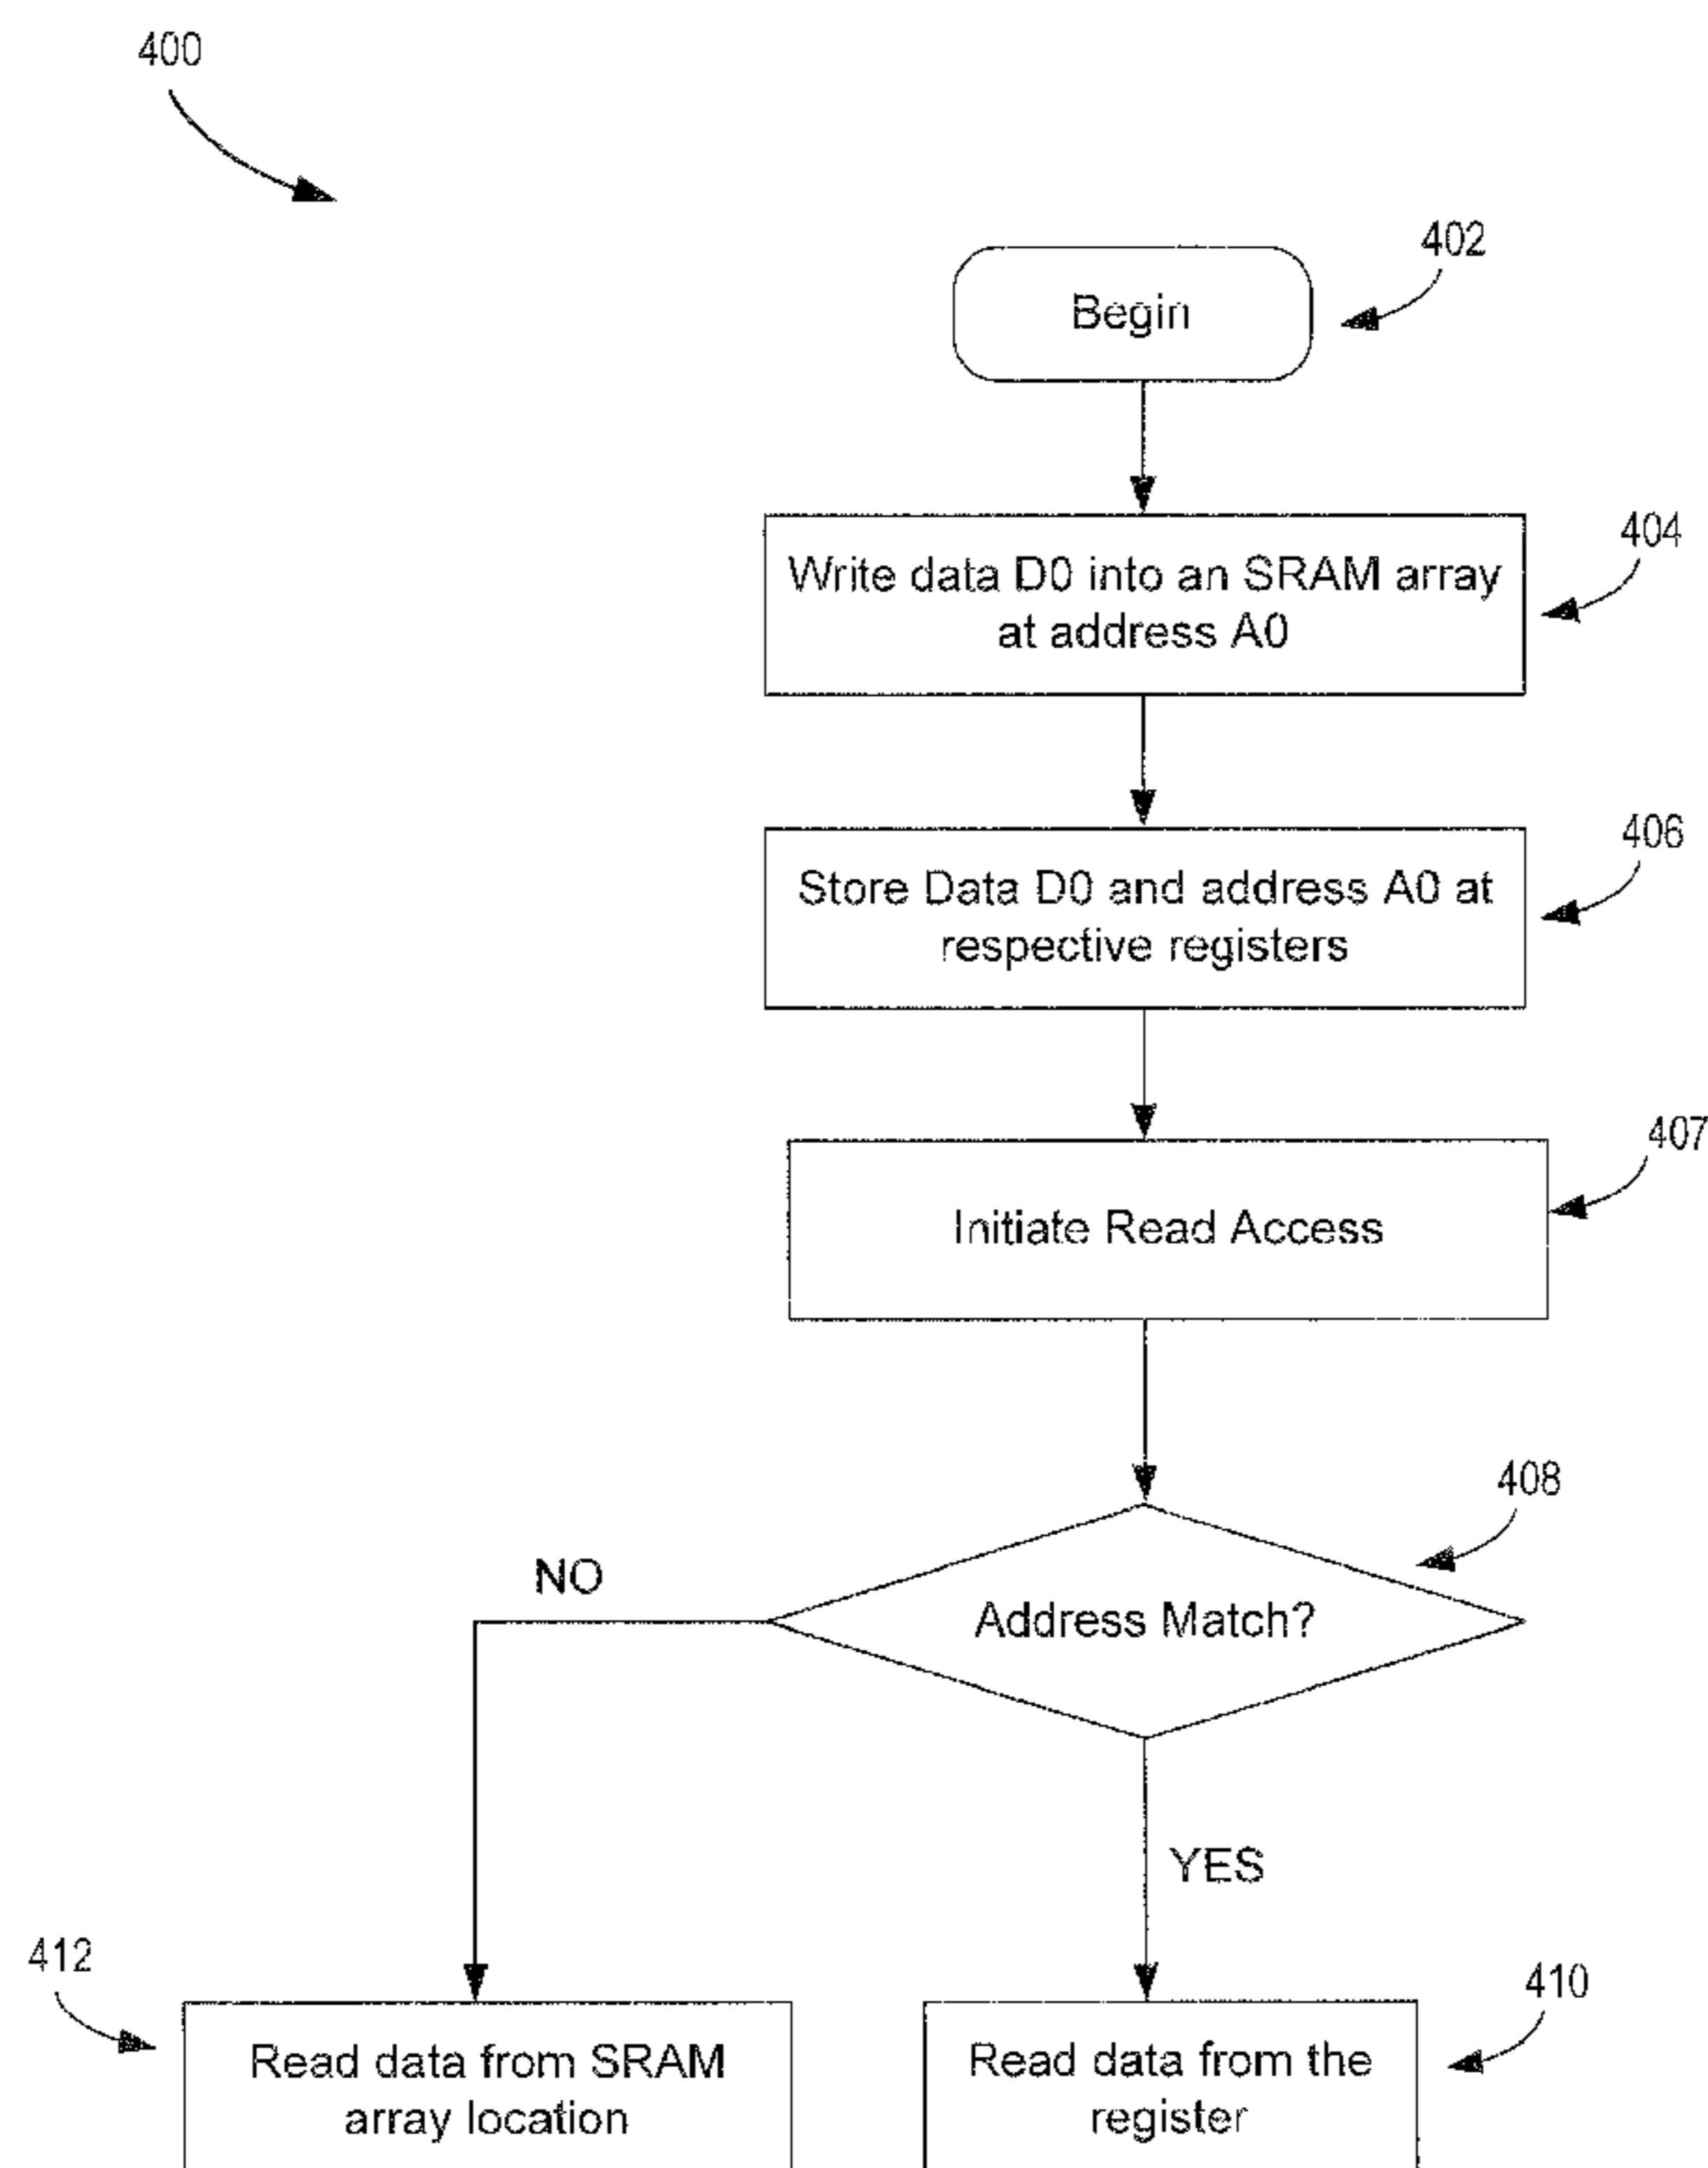 400
402
Begin
404
Write data D0 into an SRAM array
at address A0
406
Store Data D0 and address A0 at
respective registers
407
Initiate Read Access
408
NO
Address Match?
YES
412
410
Read data from SRAM
array location
Read data from the
register